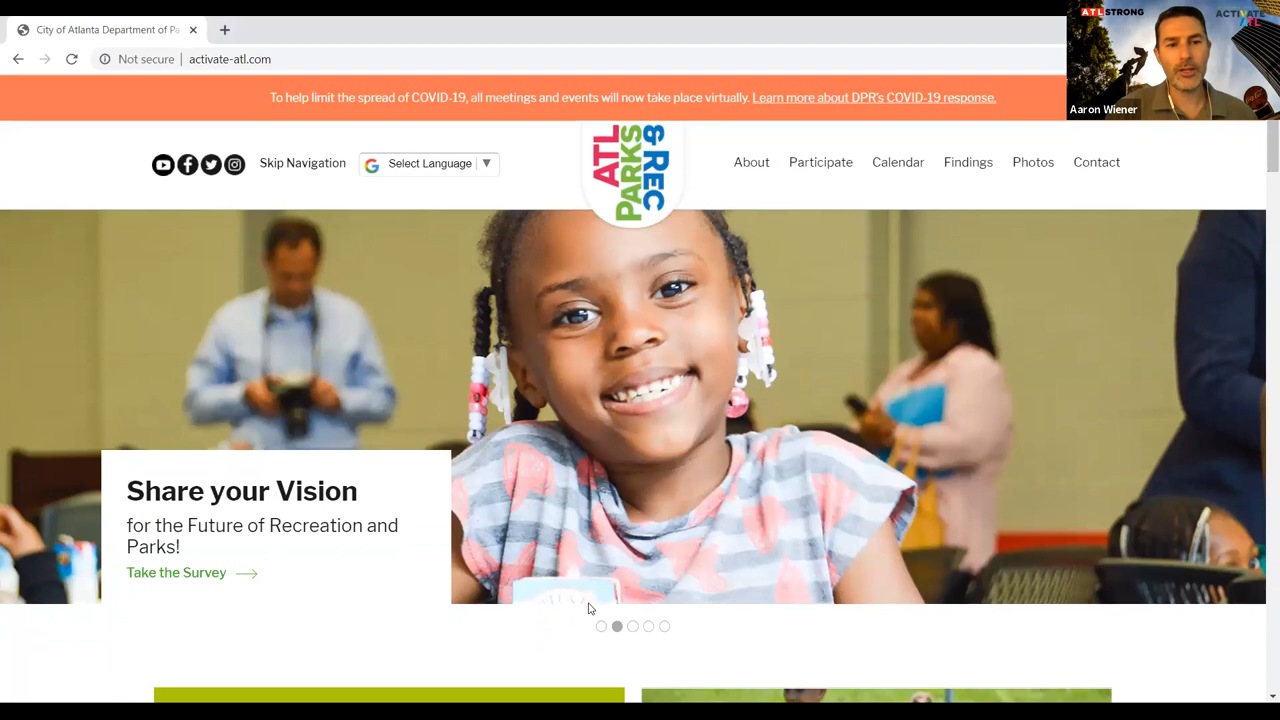 City of Atlanta Department of Pa
Not secure | activate-atl.com
ATLSTRONG
ACTIVATE
ATL
Aaron Wiener
To help limit the spread of COVID-19, all meetings and events will now take place virtually. Learn more about DPR's COVID-19 response.
Skip Navigation
Select Language
ATL
PARKS
& REC
About
Participate
Calendar
Findings
Photos
Contact
Share your Vision
for the Future of Recreation and
Parks!
Take the Survey